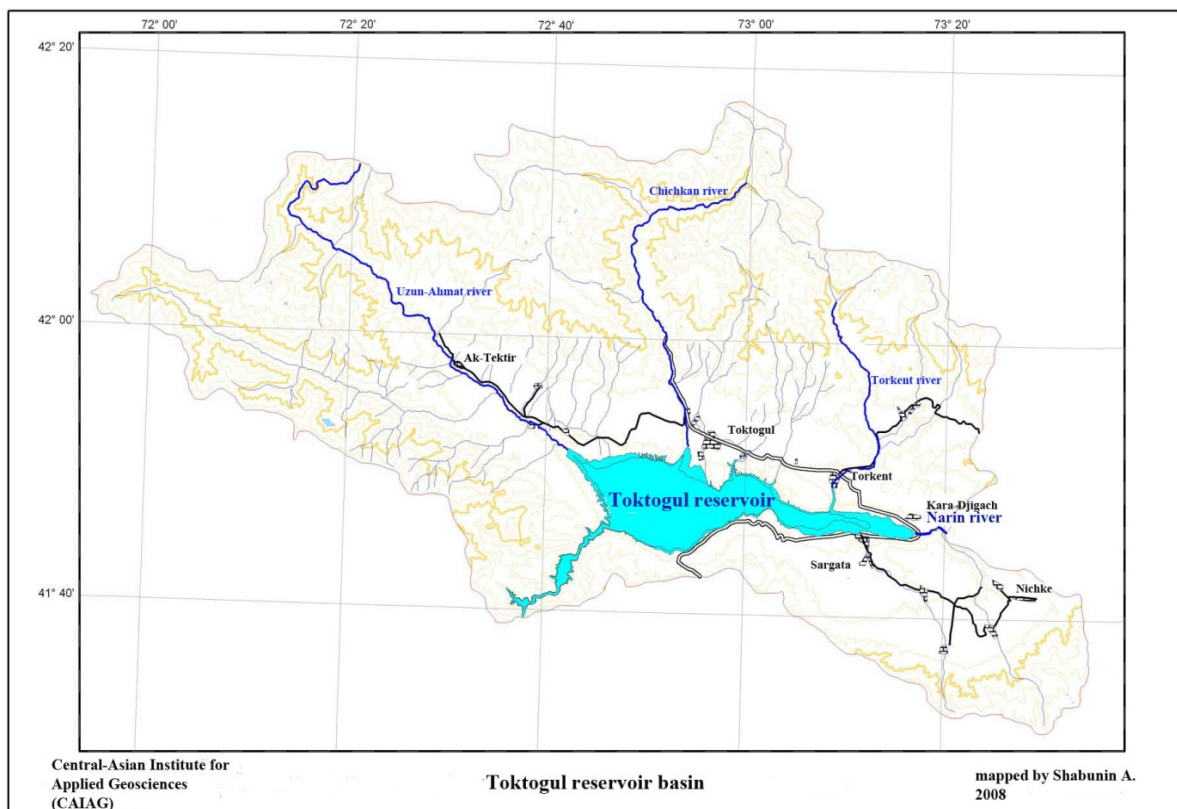 72° 00'
72° 20'
72° 40'
73° 00'
73° 20'
42° 20'
Chichkan river
Uzun-Ahmat river
42° 00'
Ak-Tektir
Torkent river
Toktogul
Torkent
Toktogul reservoir
Kara-Djigach
Narin river
Sargata
41° 40'
Nichke
Central-Asian Institute for
Applied Geosciences
(CAIAG)
Toktogul reservoir basin
mapped by Shabunin A.
2008